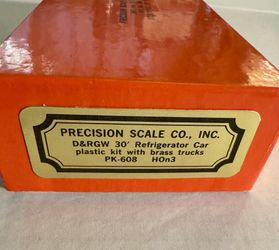 PRECISION SCALE CO., INC.
D&RGW 30' Refrigerator Car
plastic kit with brass trucks
PK-608 HOn3